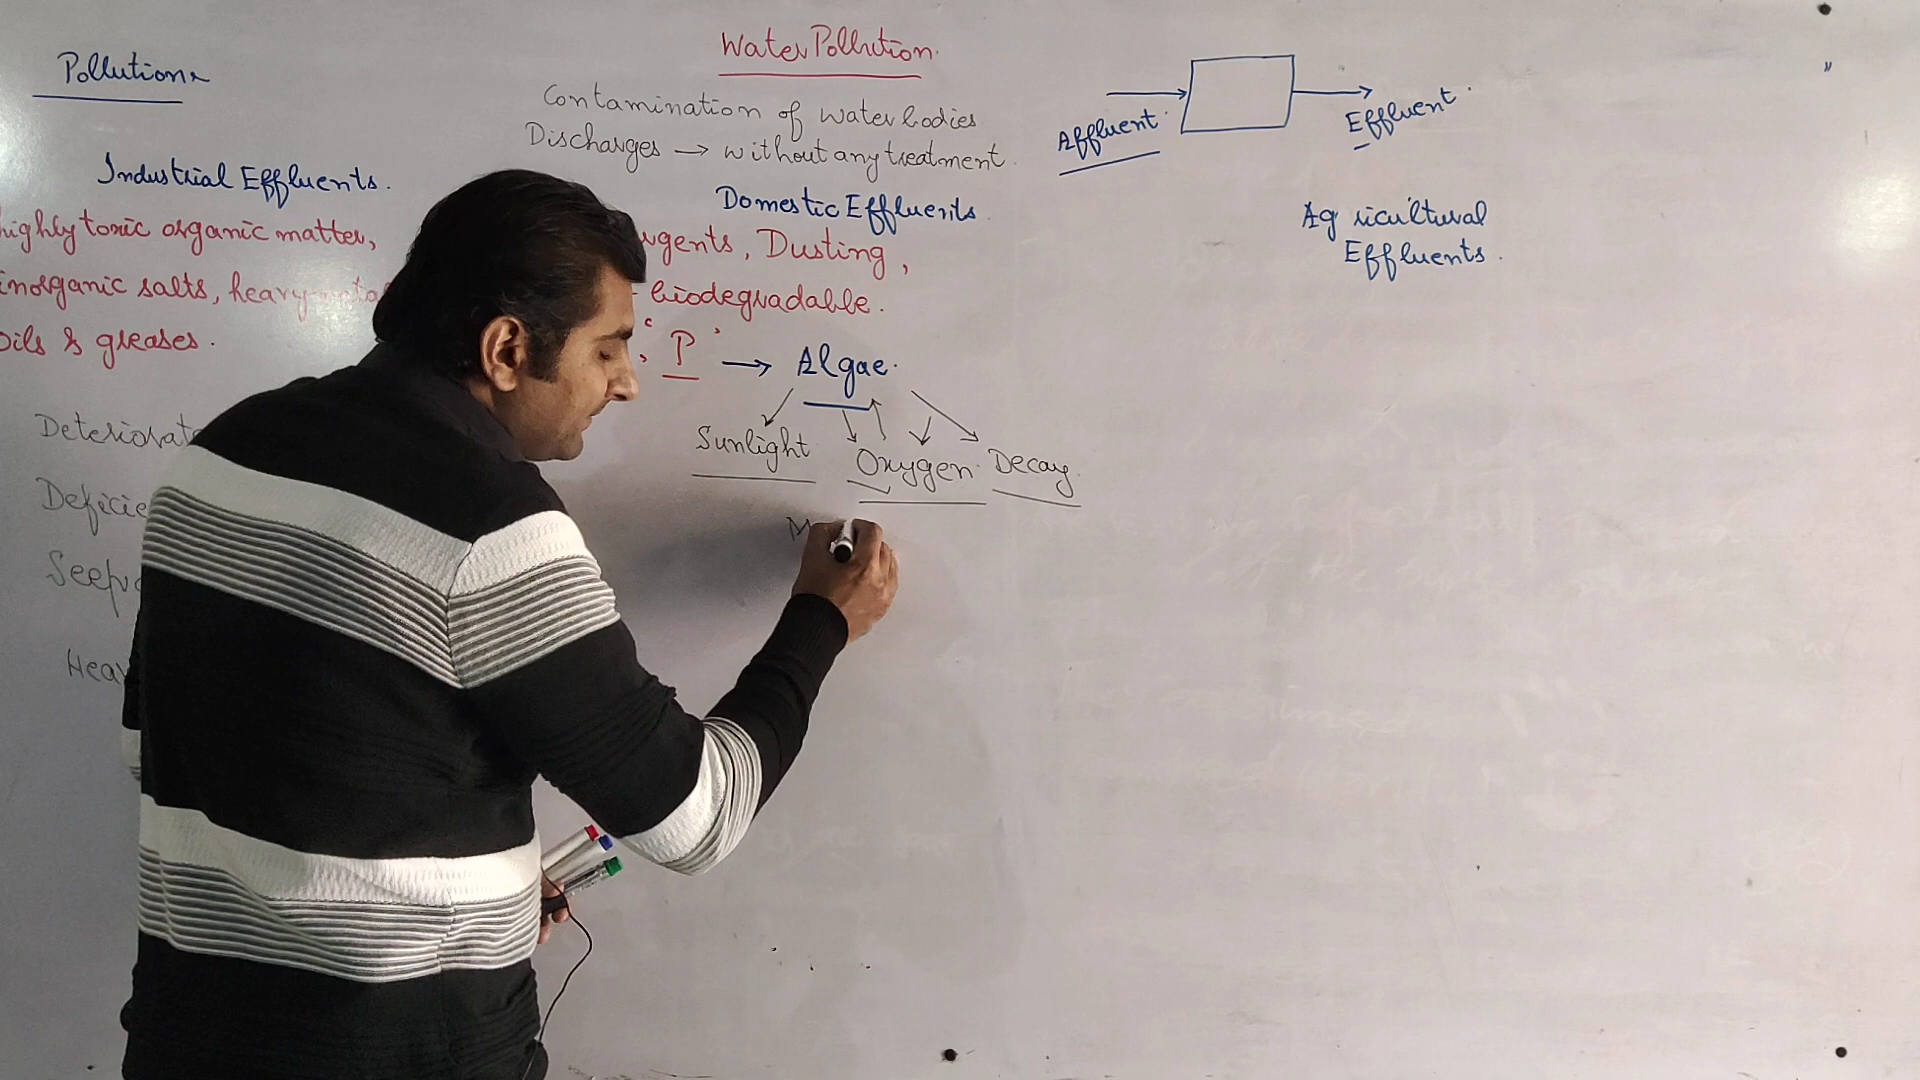 Pollution
Water Pollution.
Contamination of water bodies
Discharges → without any treatment.
Affluent.
Effluent.
Industrial Effluents.
highly toxic organic matter,
inorganic salts, heavy
oils & greases.
Domestic Effluents.
Dusting,
biodegradable.
, 'P' → Algae.
Sunlight
Oxygen.
Decay.
Agricultural
Effluents.